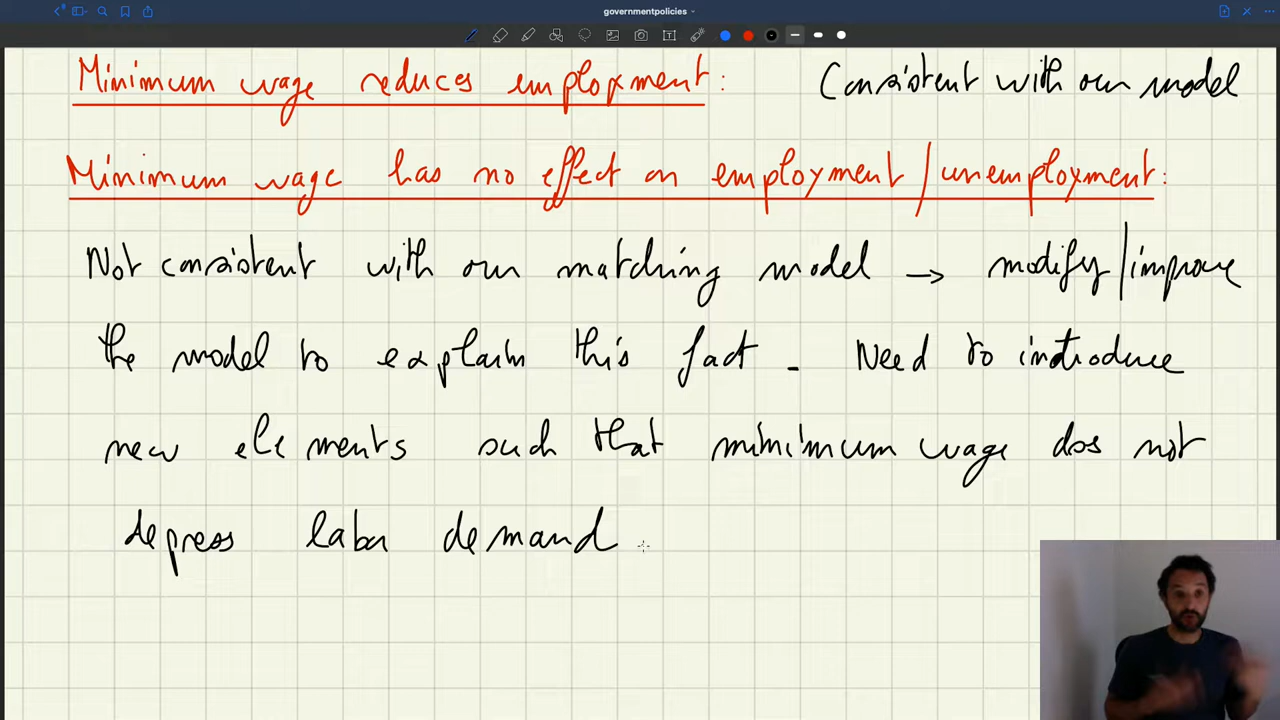 governmentpolicies
Minimum wage reduces employment: Consistent with our model
Minimum wage has no effect on employment/unemployment:
Not consistent with our matching model → modify/improve
the model to explain this fact. Need to introduce
new elements such that minimum wage does not
depress labor demand